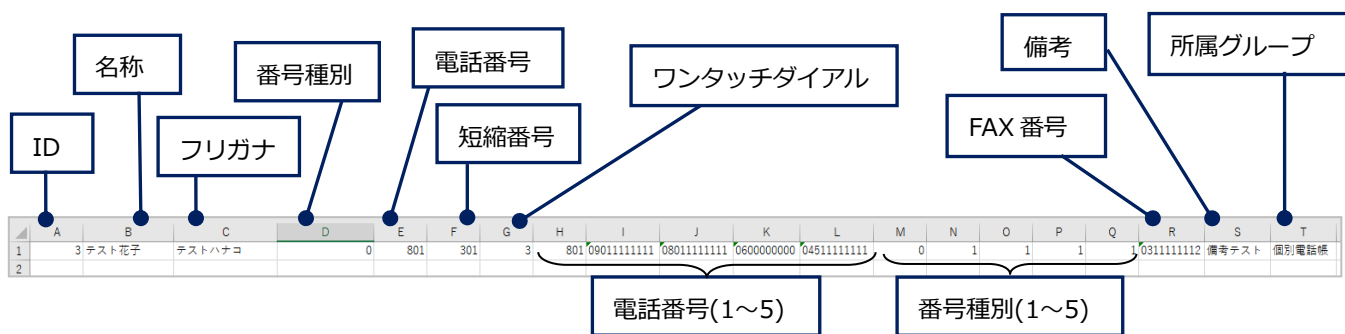 備考
所属グループ
名称
番号種別
電話番号
ワンタッチダイアル
FAX 番号
ID
フリガナ
短縮番号
A B C D E F G H I J K L M N O P Q R S T
1 3 テスト花子 テストハナコ 0 801 301 3 801 09011111111 08011111111 0600000000 04511111111 0 1 1 1 1 0311111112 備考テスト 個別電話帳
2
電話番号(1～5)
番号種別(1～5)